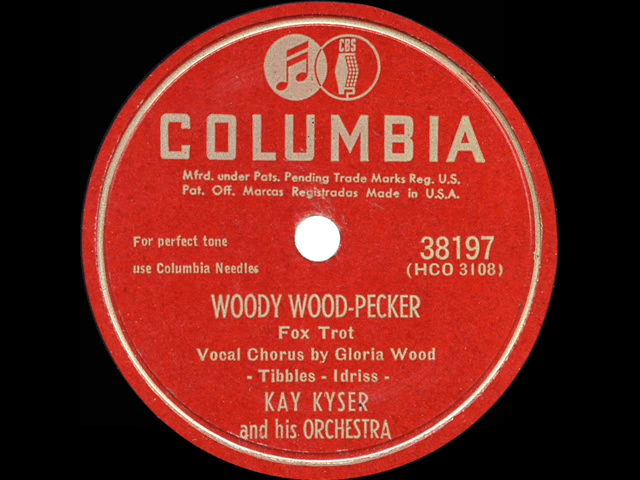 CBS
COLUMBIA
Mfrd. under Pats. Pending Trade Marks Reg. U.S.
Pat. Off. Marcas Registradas Made in U.S.A.
For perfect tone
use Columbia Needles
38197
(HCO 3108)
WOODY WOOD-PECKER
Fox Trot
Vocal Chorus by Gloria Wood
- Tibbles - Idriss -
KAY KYSER
and his ORCHESTRA